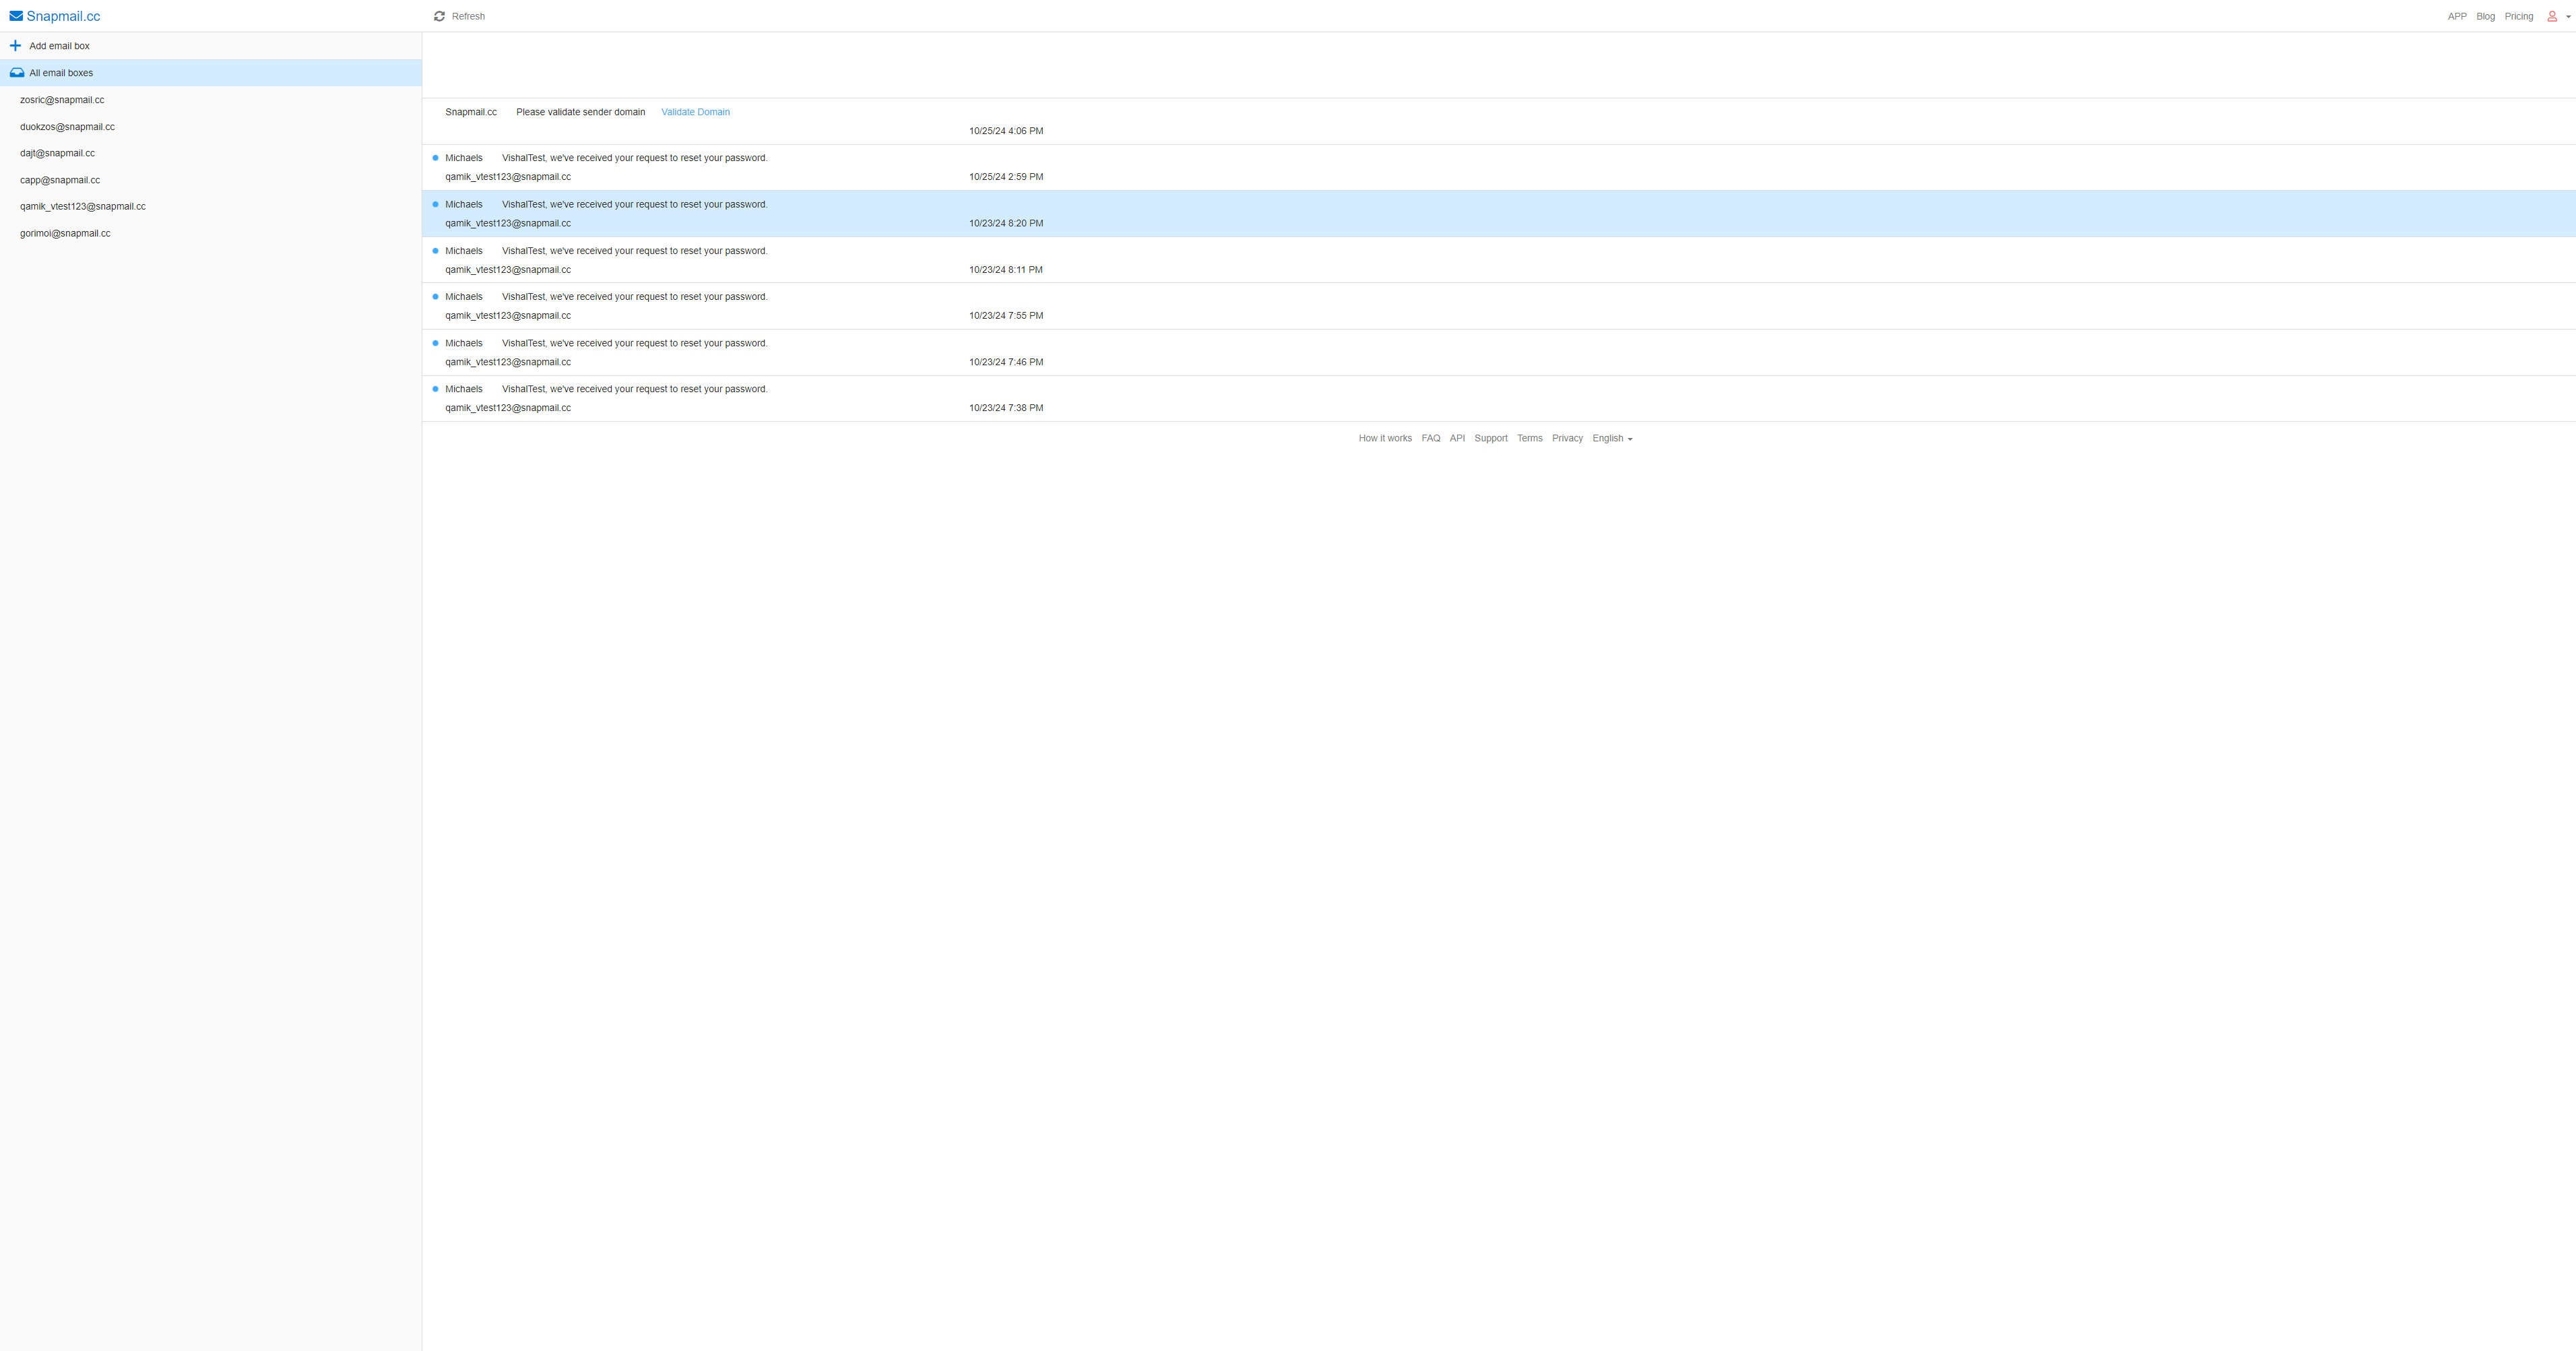 Snapmail.cc
Refresh
APP Blog Pricing
Add email box
All email boxes
zosric@snapmail.cc
duokzos@snapmail.cc
dajt@snapmail.cc
capp@snapmail.cc
qamik_vtest123@snapmail.cc
gorimoi@snapmail.cc
Snapmail.cc Please validate sender domain Validate Domain
10/25/24 4:06 PM
Michaels VishalTest, we've received your request to reset your password.
qamik_vtest123@snapmail.cc 10/25/24 2:59 PM
Michaels VishalTest, we've received your request to reset your password.
qamik_vtest123@snapmail.cc 10/23/24 8:20 PM
Michaels VishalTest, we've received your request to reset your password.
qamik_vtest123@snapmail.cc 10/23/24 8:11 PM
Michaels VishalTest, we've received your request to reset your password.
qamik_vtest123@snapmail.cc 10/23/24 7:55 PM
Michaels VishalTest, we've received your request to reset your password.
qamik_vtest123@snapmail.cc 10/23/24 7:46 PM
Michaels VishalTest, we've received your request to reset your password.
qamik_vtest123@snapmail.cc 10/23/24 7:38 PM
How it works FAQ API Support Terms Privacy English